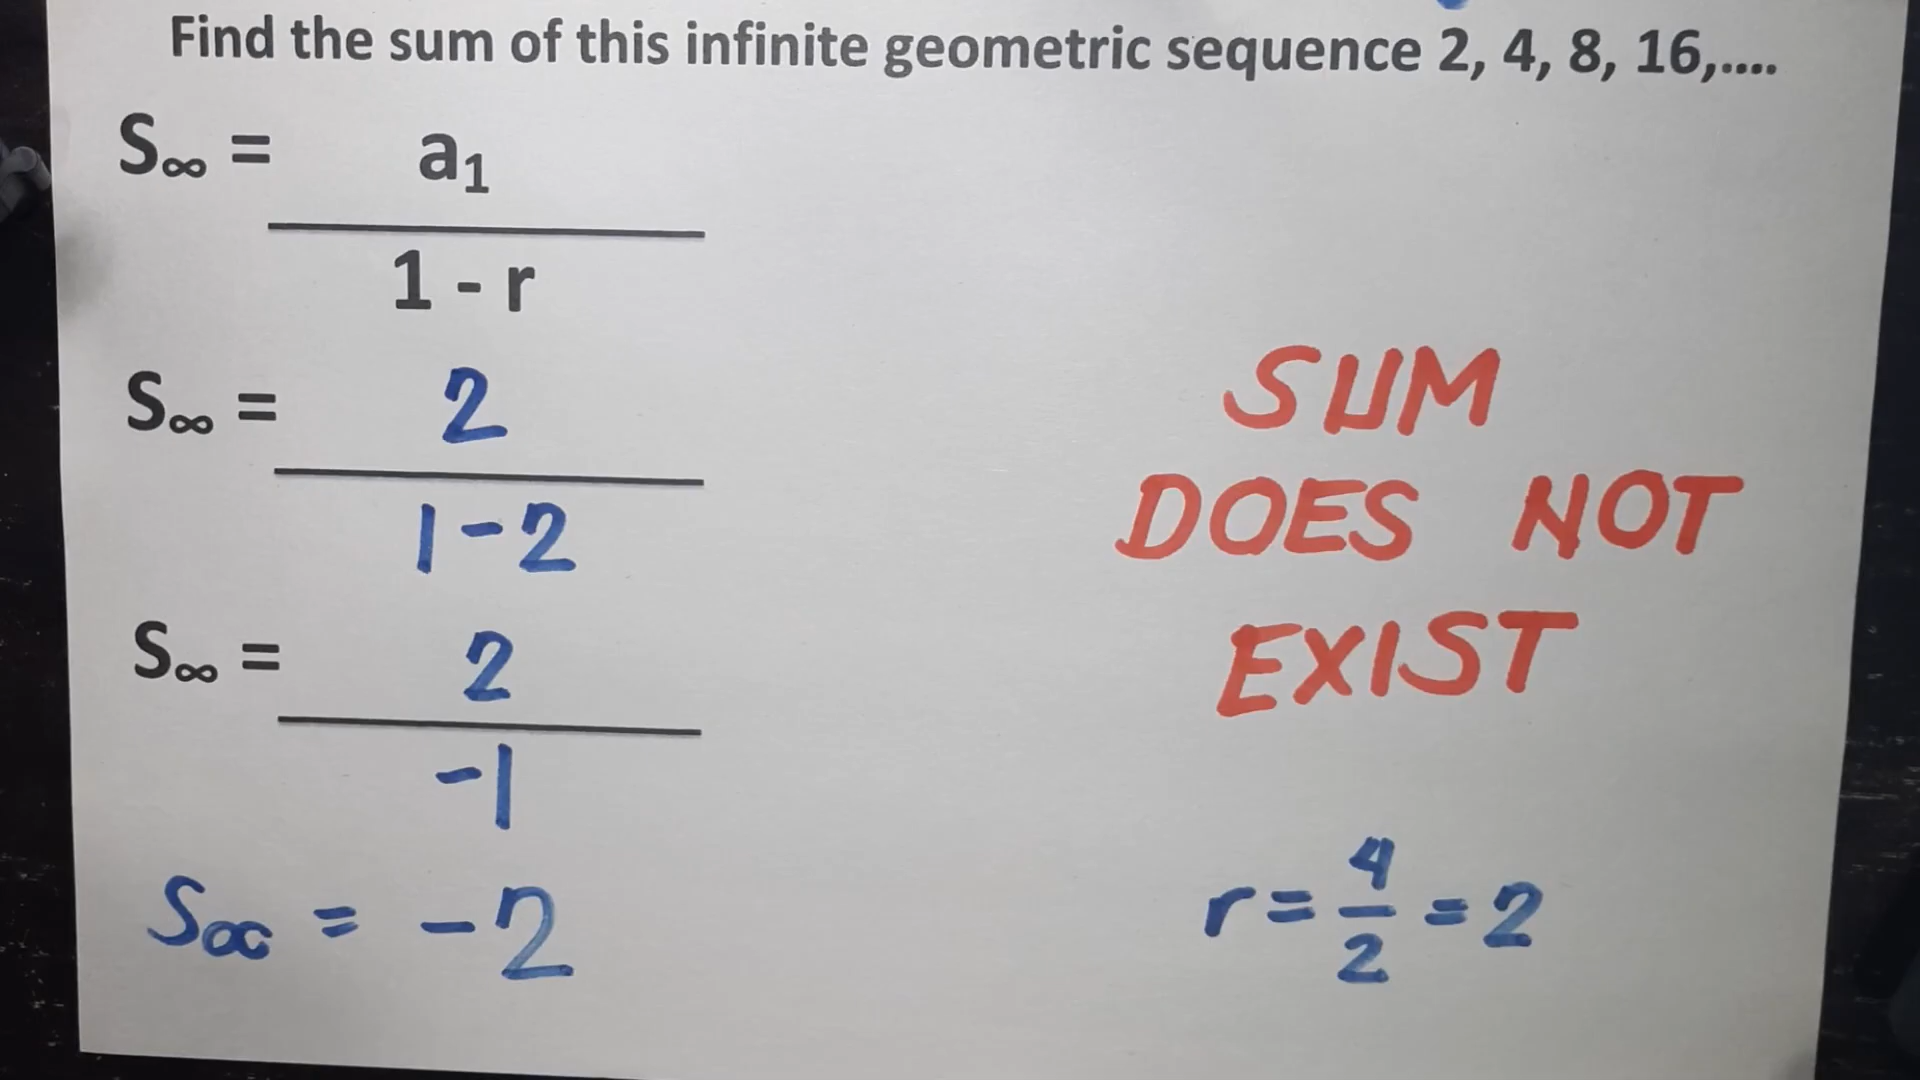 Find the sum of this infinite geometric sequence 2, 4, 8, 16,....
S∞ = a₁
1 - r
S∞ = 2
1 - 2
S∞ = 2
-1
S∞ = -2
SUM
DOES NOT
EXIST
r = 4/2 = 2